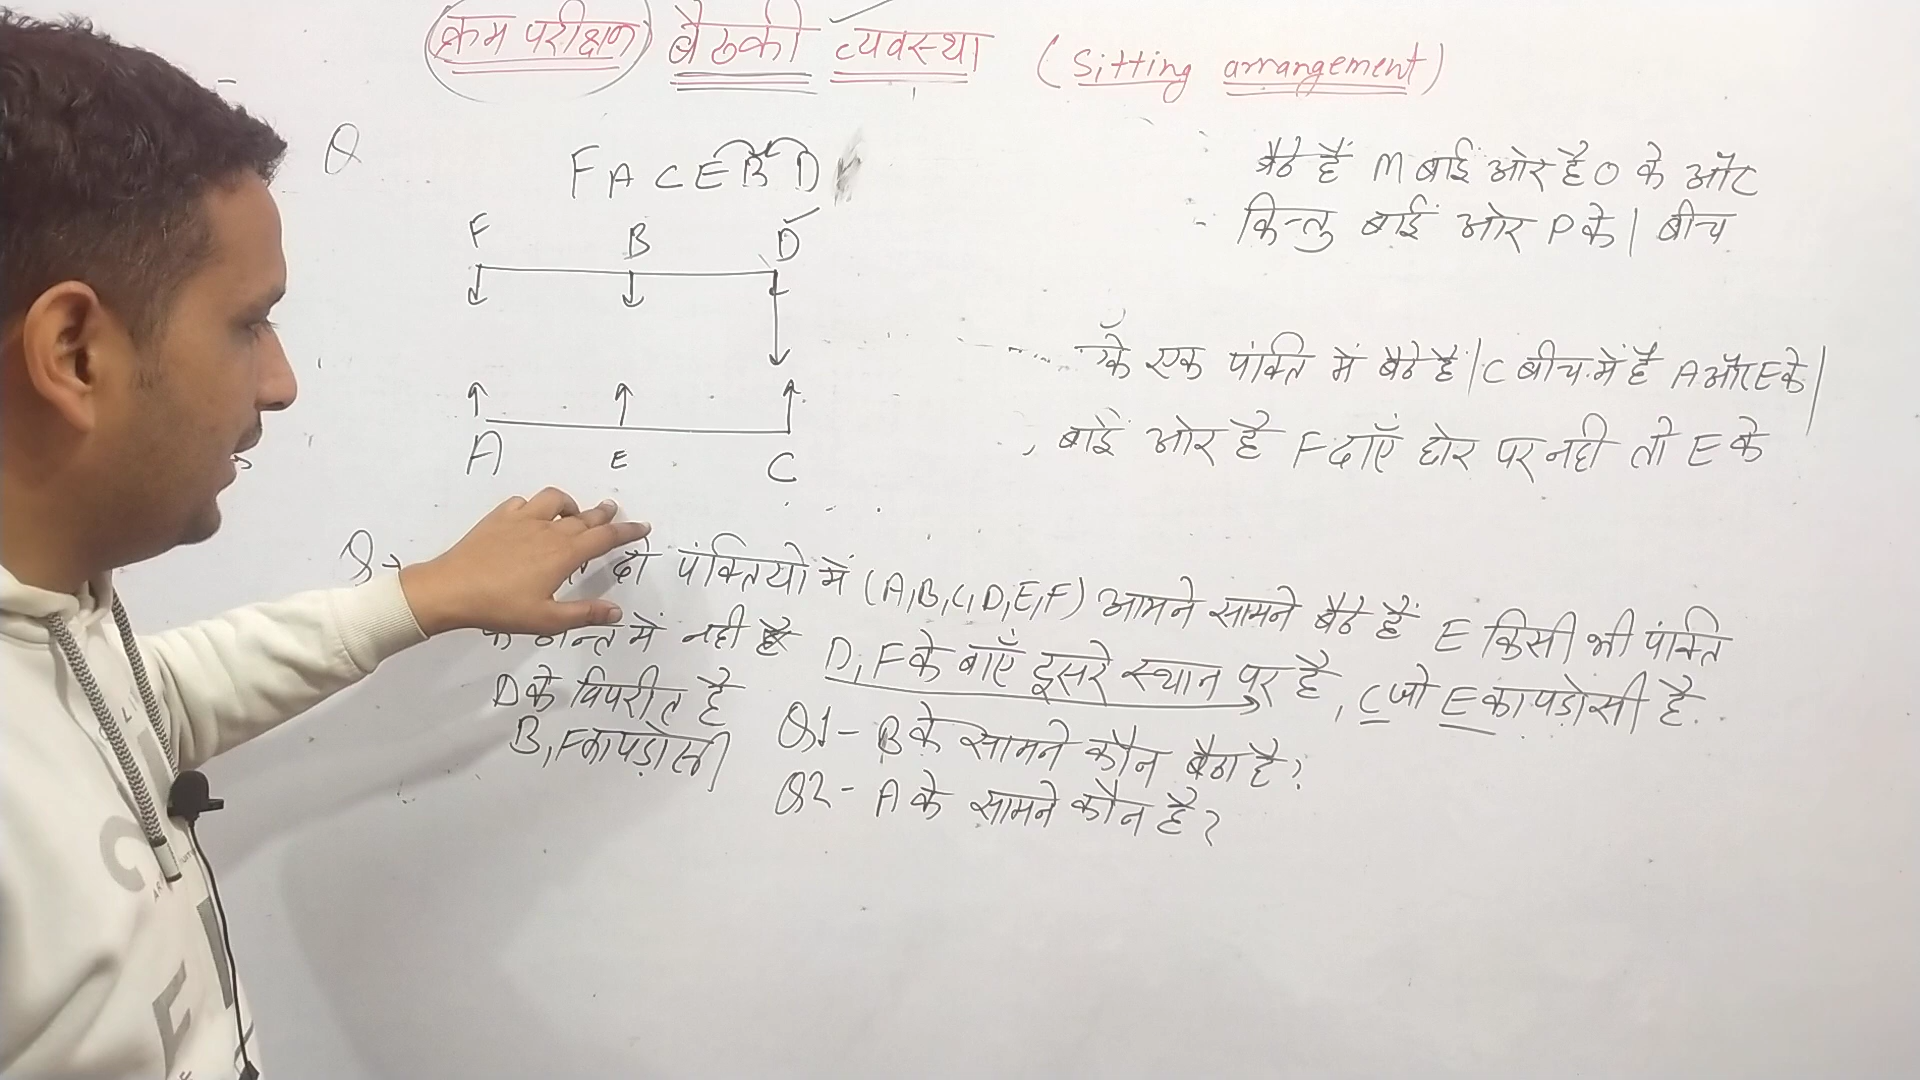 क्रम परीक्षण बैठकी व्यवस्था (Sitting arrangement)
Q
F A C E B D
F B D
A E C
बैठे हैं M बाई ओर है O के और
किन्तु बाईं ओर P के | बीच
के एक पंक्ति में बैठे है | C बीच में है A और E के |
बाईं ओर है F दाएँ छोर पर नही तो E के
Q→ दो पंक्तियो में (A,B,C,D,E,F) आमने सामने बैठे हैं E किसी भी पंक्ति
के अन्त में नही है D, F के बाएँ दूसरे स्थान पर है, C जो E का पडोसी है
D के विपरीत है
B, F का पड़ोसी
Q1- B के सामने कौन बैठा है?
Q2- A के सामने कौन है?